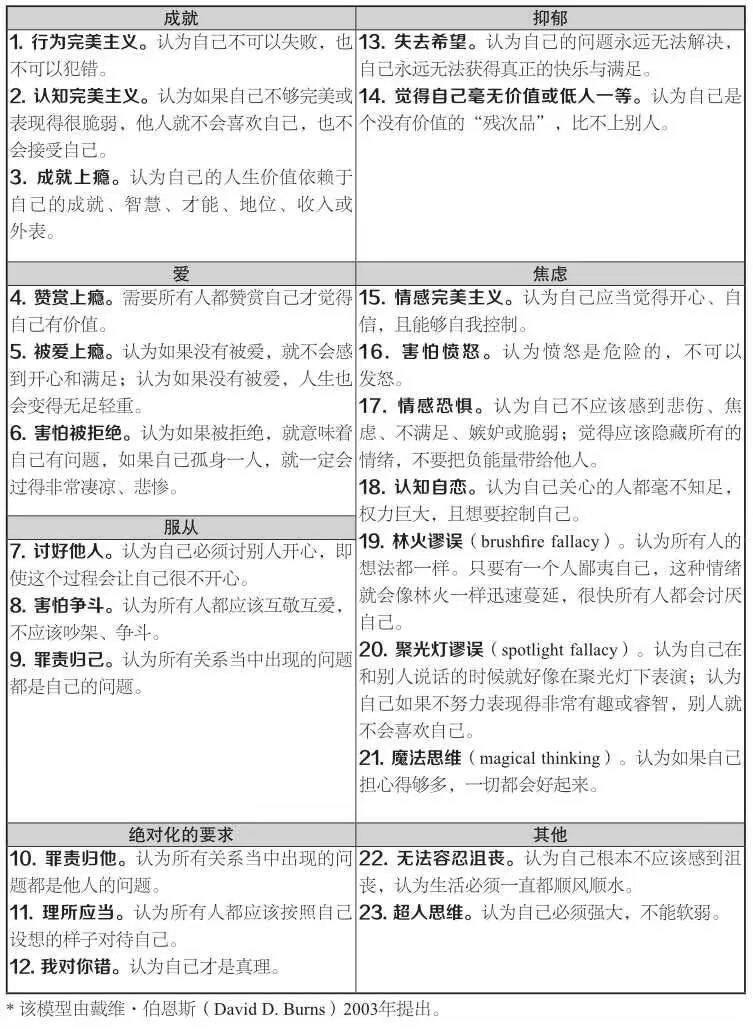 成就
1. 行为完美主义。认为自己不可以失败，也
不可以犯错。
2. 认知完美主义。认为如果自己不够完美或
表现得很脆弱，他人就不会喜欢自己，也不
会接受自己。
3. 成就上瘾。认为自己的人生价值依赖于
自己的成就、智慧、才能、地位、收入或
外表。
抑郁
13. 失去希望。认为自己的问题永远无法解决，
自己永远无法获得真正的快乐与满足。
14. 觉得自己毫无价值或低人一等。认为自己是
个没有价值的“残次品”，比不上别人。
爱
4. 赞赏上瘾。需要所有人都赞赏自己才觉得
自己有价值。
5. 被爱上瘾。认为如果没有被爱，就不会感
到开心和满足；认为如果没有被爱，人生也
会变得无足轻重。
6. 害怕被拒绝。认为如果被拒绝，就意味着
自己有问题，如果自己孤身一人，就一定会
过得非常凄凉、悲惨。
服从
7. 讨好他人。认为自己必须讨别人开心，即
使这个过程会让自己很不开心。
8. 害怕争斗。认为所有人都应该互敬互爱，
不应该吵架、争斗。
9. 罪责归己。认为所有关系当中出现的问题
都是自己的问题。
焦虑
15. 情感完美主义。认为自己应当觉得开心、自
信，且能够自我控制。
16. 害怕愤怒。认为愤怒是危险的，不可以
发怒。
17. 情感恐惧。认为自己不应该感到悲伤、焦
虑、不满足、嫉妒或脆弱；觉得应该隐藏所有的
情绪，不要把负能量带给他人。
18. 认知自恋。认为自己关心的人都毫不知足，
权力巨大，且想要控制自己。
19. 林火谬误（brushfire fallacy）。认为所有人的
想法都一样。只要有一个人鄙夷自己，这种情绪
就会像林火一样迅速蔓延，很快所有人都会讨厌
自己。
20. 聚光灯谬误（spotlight fallacy）。认为自己在
和别人说话的时候就好像在聚光灯下表演；认为
自己如果不努力表现得非常有趣或睿智，别人就
不会喜欢自己。
21. 魔法思维（magical thinking）。认为如果自己
担心得够多，一切都会好起来。
绝对化的要求
10. 罪责归他。认为所有关系当中出现的问
题都是他人的问题。
11. 理所应当。认为所有人都应该按照自己
设想的样子对待自己。
12. 我对你错。认为自己才是真理。
其他
22. 无法容忍沮丧。认为自己根本不应该感到沮
丧，认为生活必须一直都顺风顺水。
23. 超人思维。认为自己必须强大，不能软弱。
* 该模型由戴维·伯恩斯（David D. Burns）2003年提出。